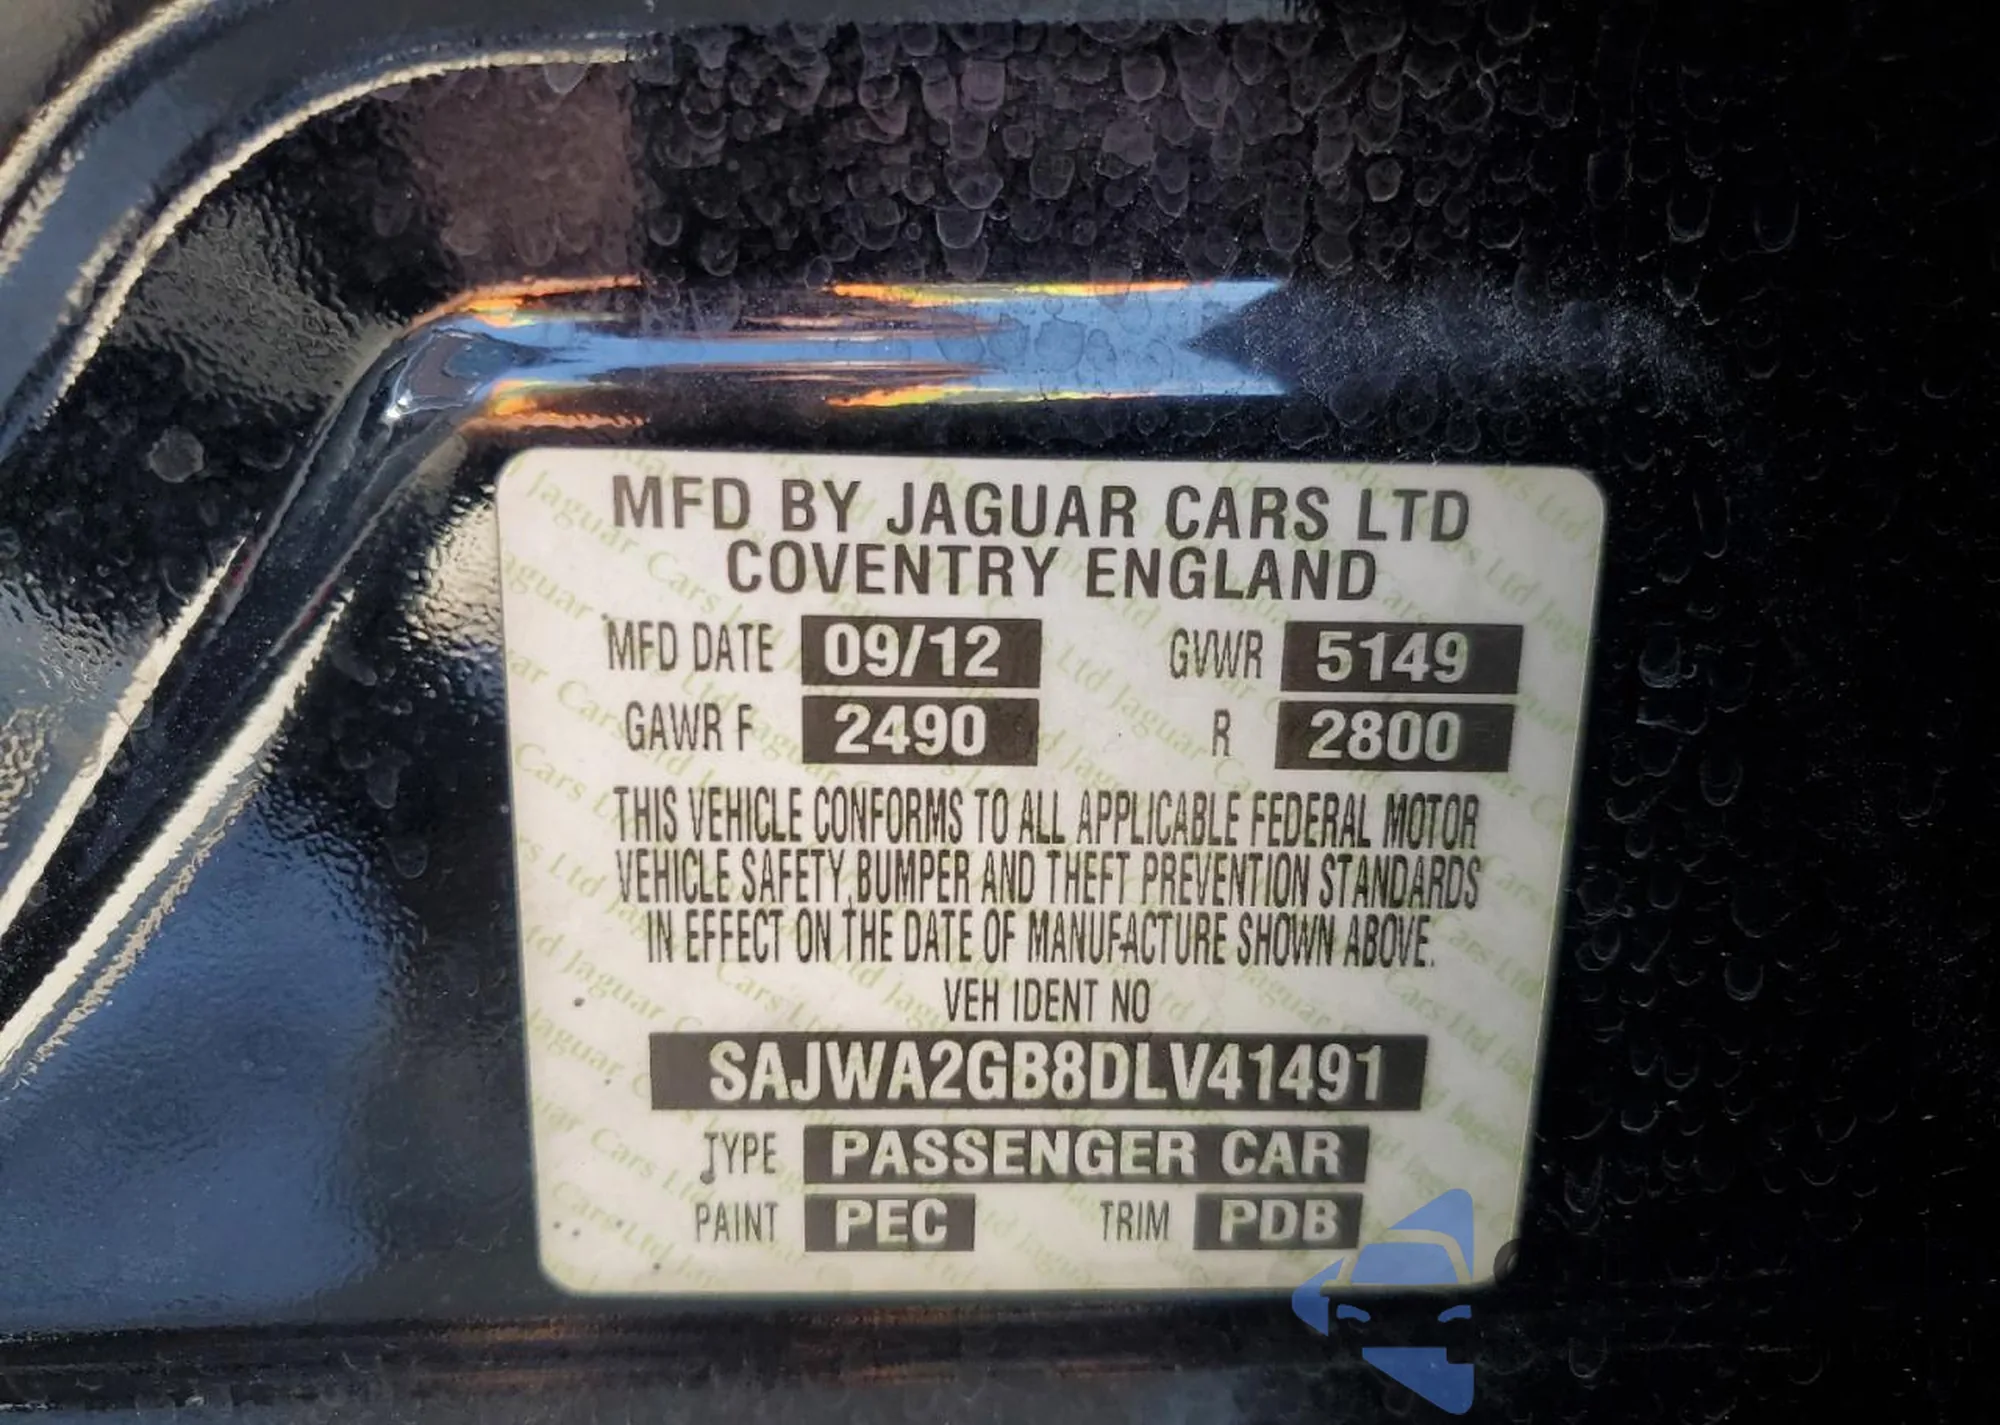 MFD BY JAGUAR CARS LTD
COVENTRY ENGLAND
MFD DATE 09/12 GVWR 5149
GAWR F 2490 R 2800
THIS VEHICLE CONFORMS TO ALL APPLICABLE FEDERAL MOTOR
VEHICLE SAFETY,BUMPER AND THEFT PREVENTION STANDARDS
IN EFFECT ON THE DATE OF MANUFACTURE SHOWN ABOVE.
VEH IDENT NO
SAJWA2GB8DLV41491
TYPE PASSENGER CAR
PAINT PEC TRIM PDB